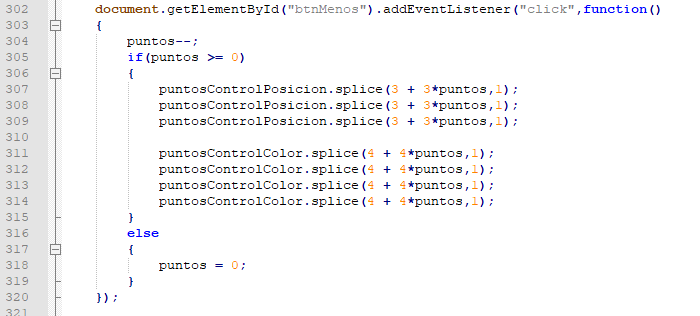 302 document.getElementById("btnMenos").addEventListener("click",function()
303 {
304 puntos--;
305 if(puntos >= 0)
306 {
307 puntosControlPosicion.splice(3 + 3*puntos,1);
308 puntosControlPosicion.splice(3 + 3*puntos,1);
309 puntosControlPosicion.splice(3 + 3*puntos,1);
310
311 puntosControlColor.splice(4 + 4*puntos,1);
312 puntosControlColor.splice(4 + 4*puntos,1);
313 puntosControlColor.splice(4 + 4*puntos,1);
314 puntosControlColor.splice(4 + 4*puntos,1);
315 }
316 else
317 {
318 puntos = 0;
319 }
320 });
321